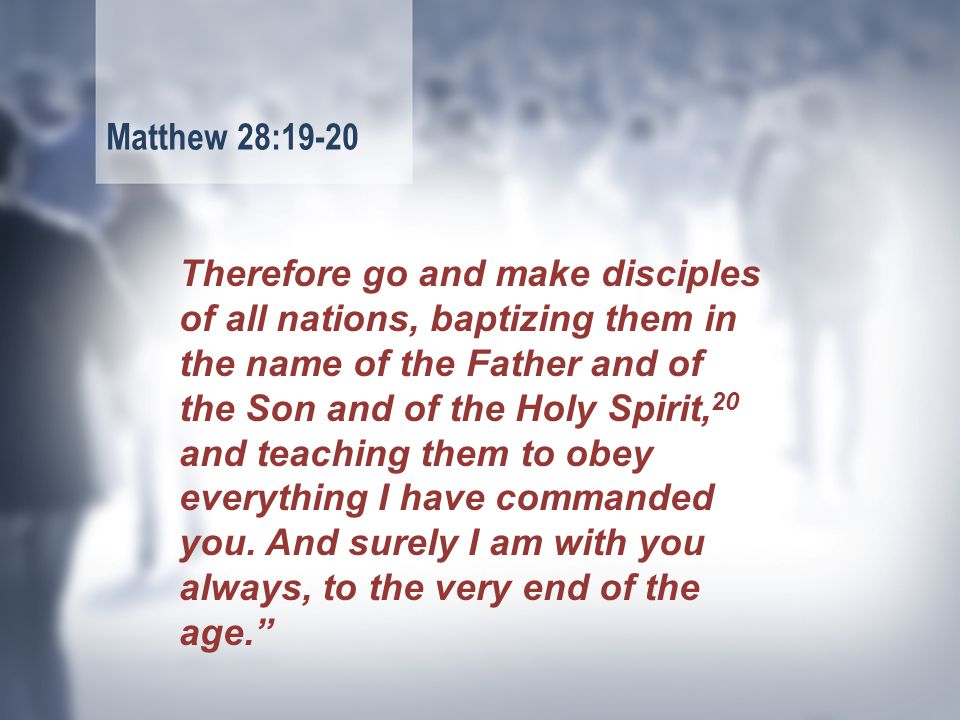 Matthew 28:19-20
Therefore go and make disciples
of all nations, baptizing them in
the name of the Father and of
the Son and of the Holy Spirit,20
and teaching them to obey
everything I have commanded
you. And surely I am with you
always, to the very end of the
age.”